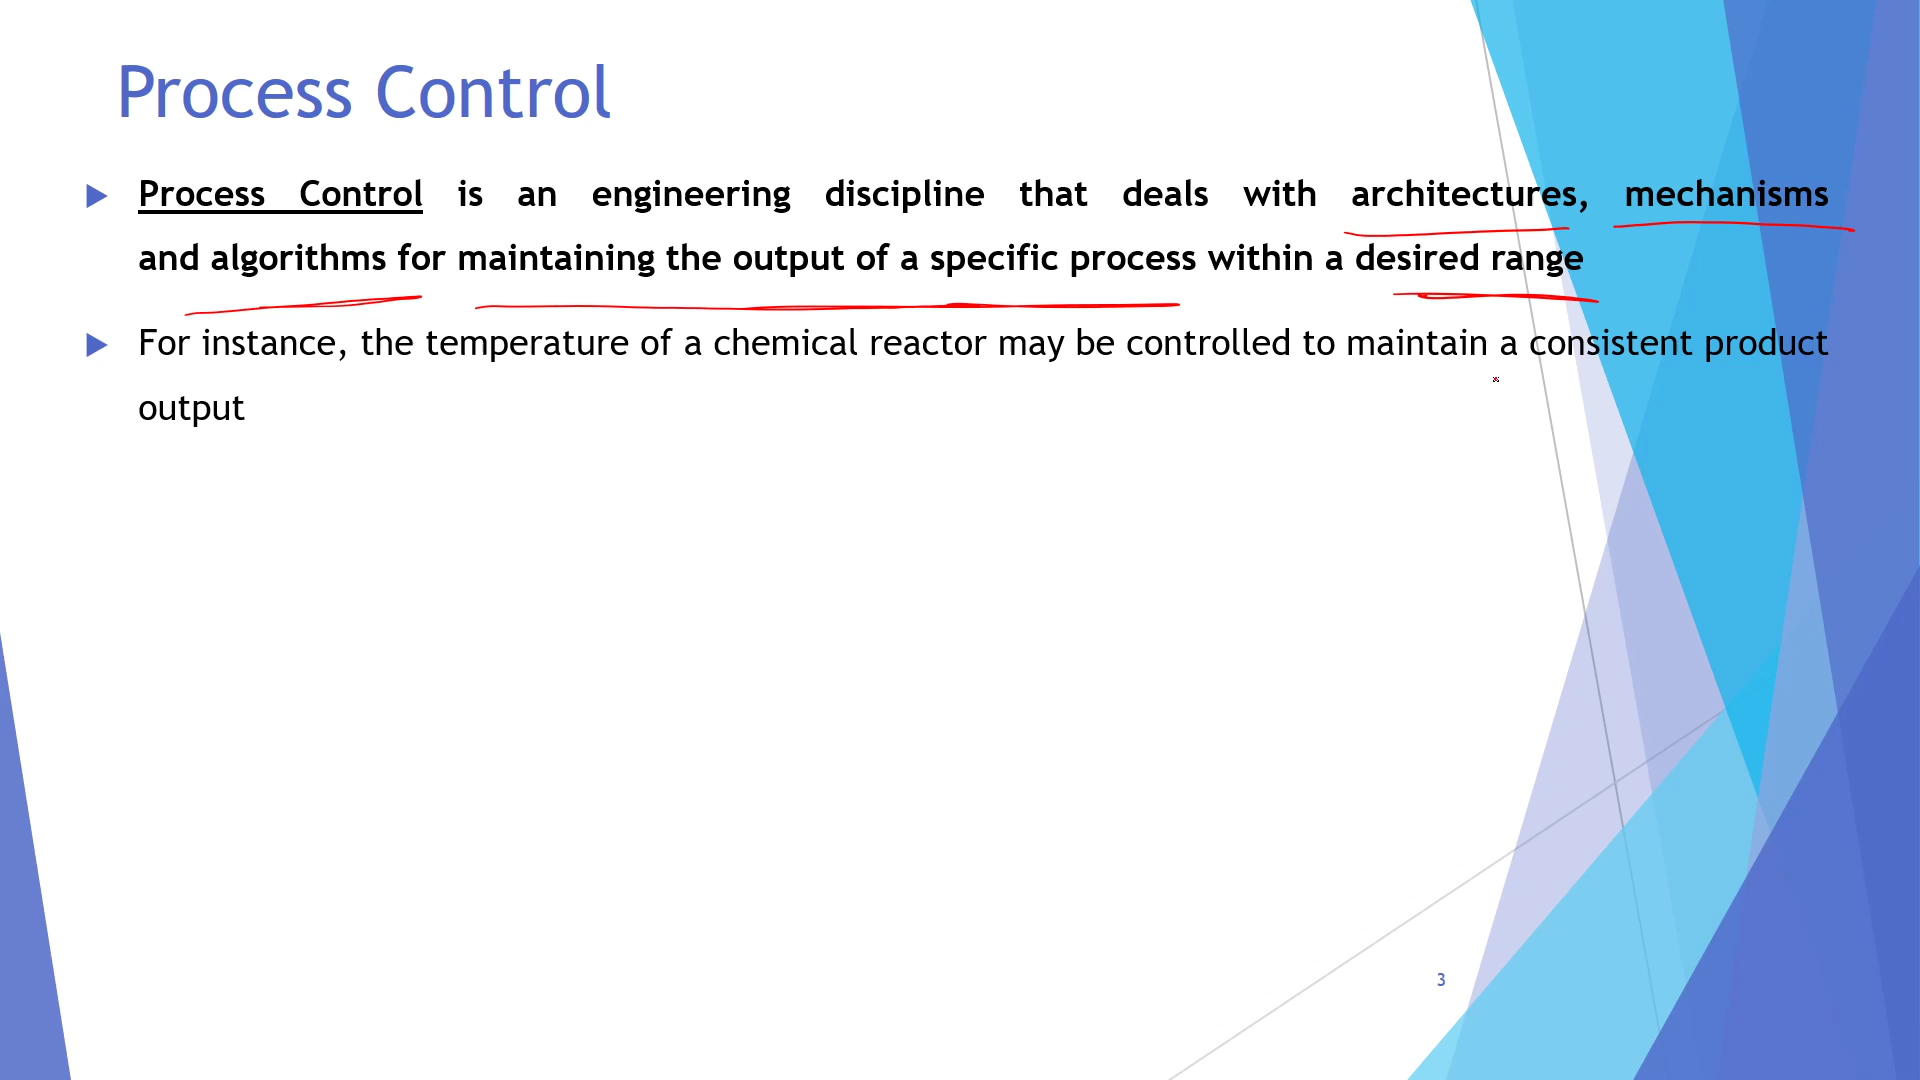 Process Control
Process Control is an engineering discipline that deals with architectures, mechanisms
and algorithms for maintaining the output of a specific process within a desired range
For instance, the temperature of a chemical reactor may be controlled to maintain a consistent product
output
3